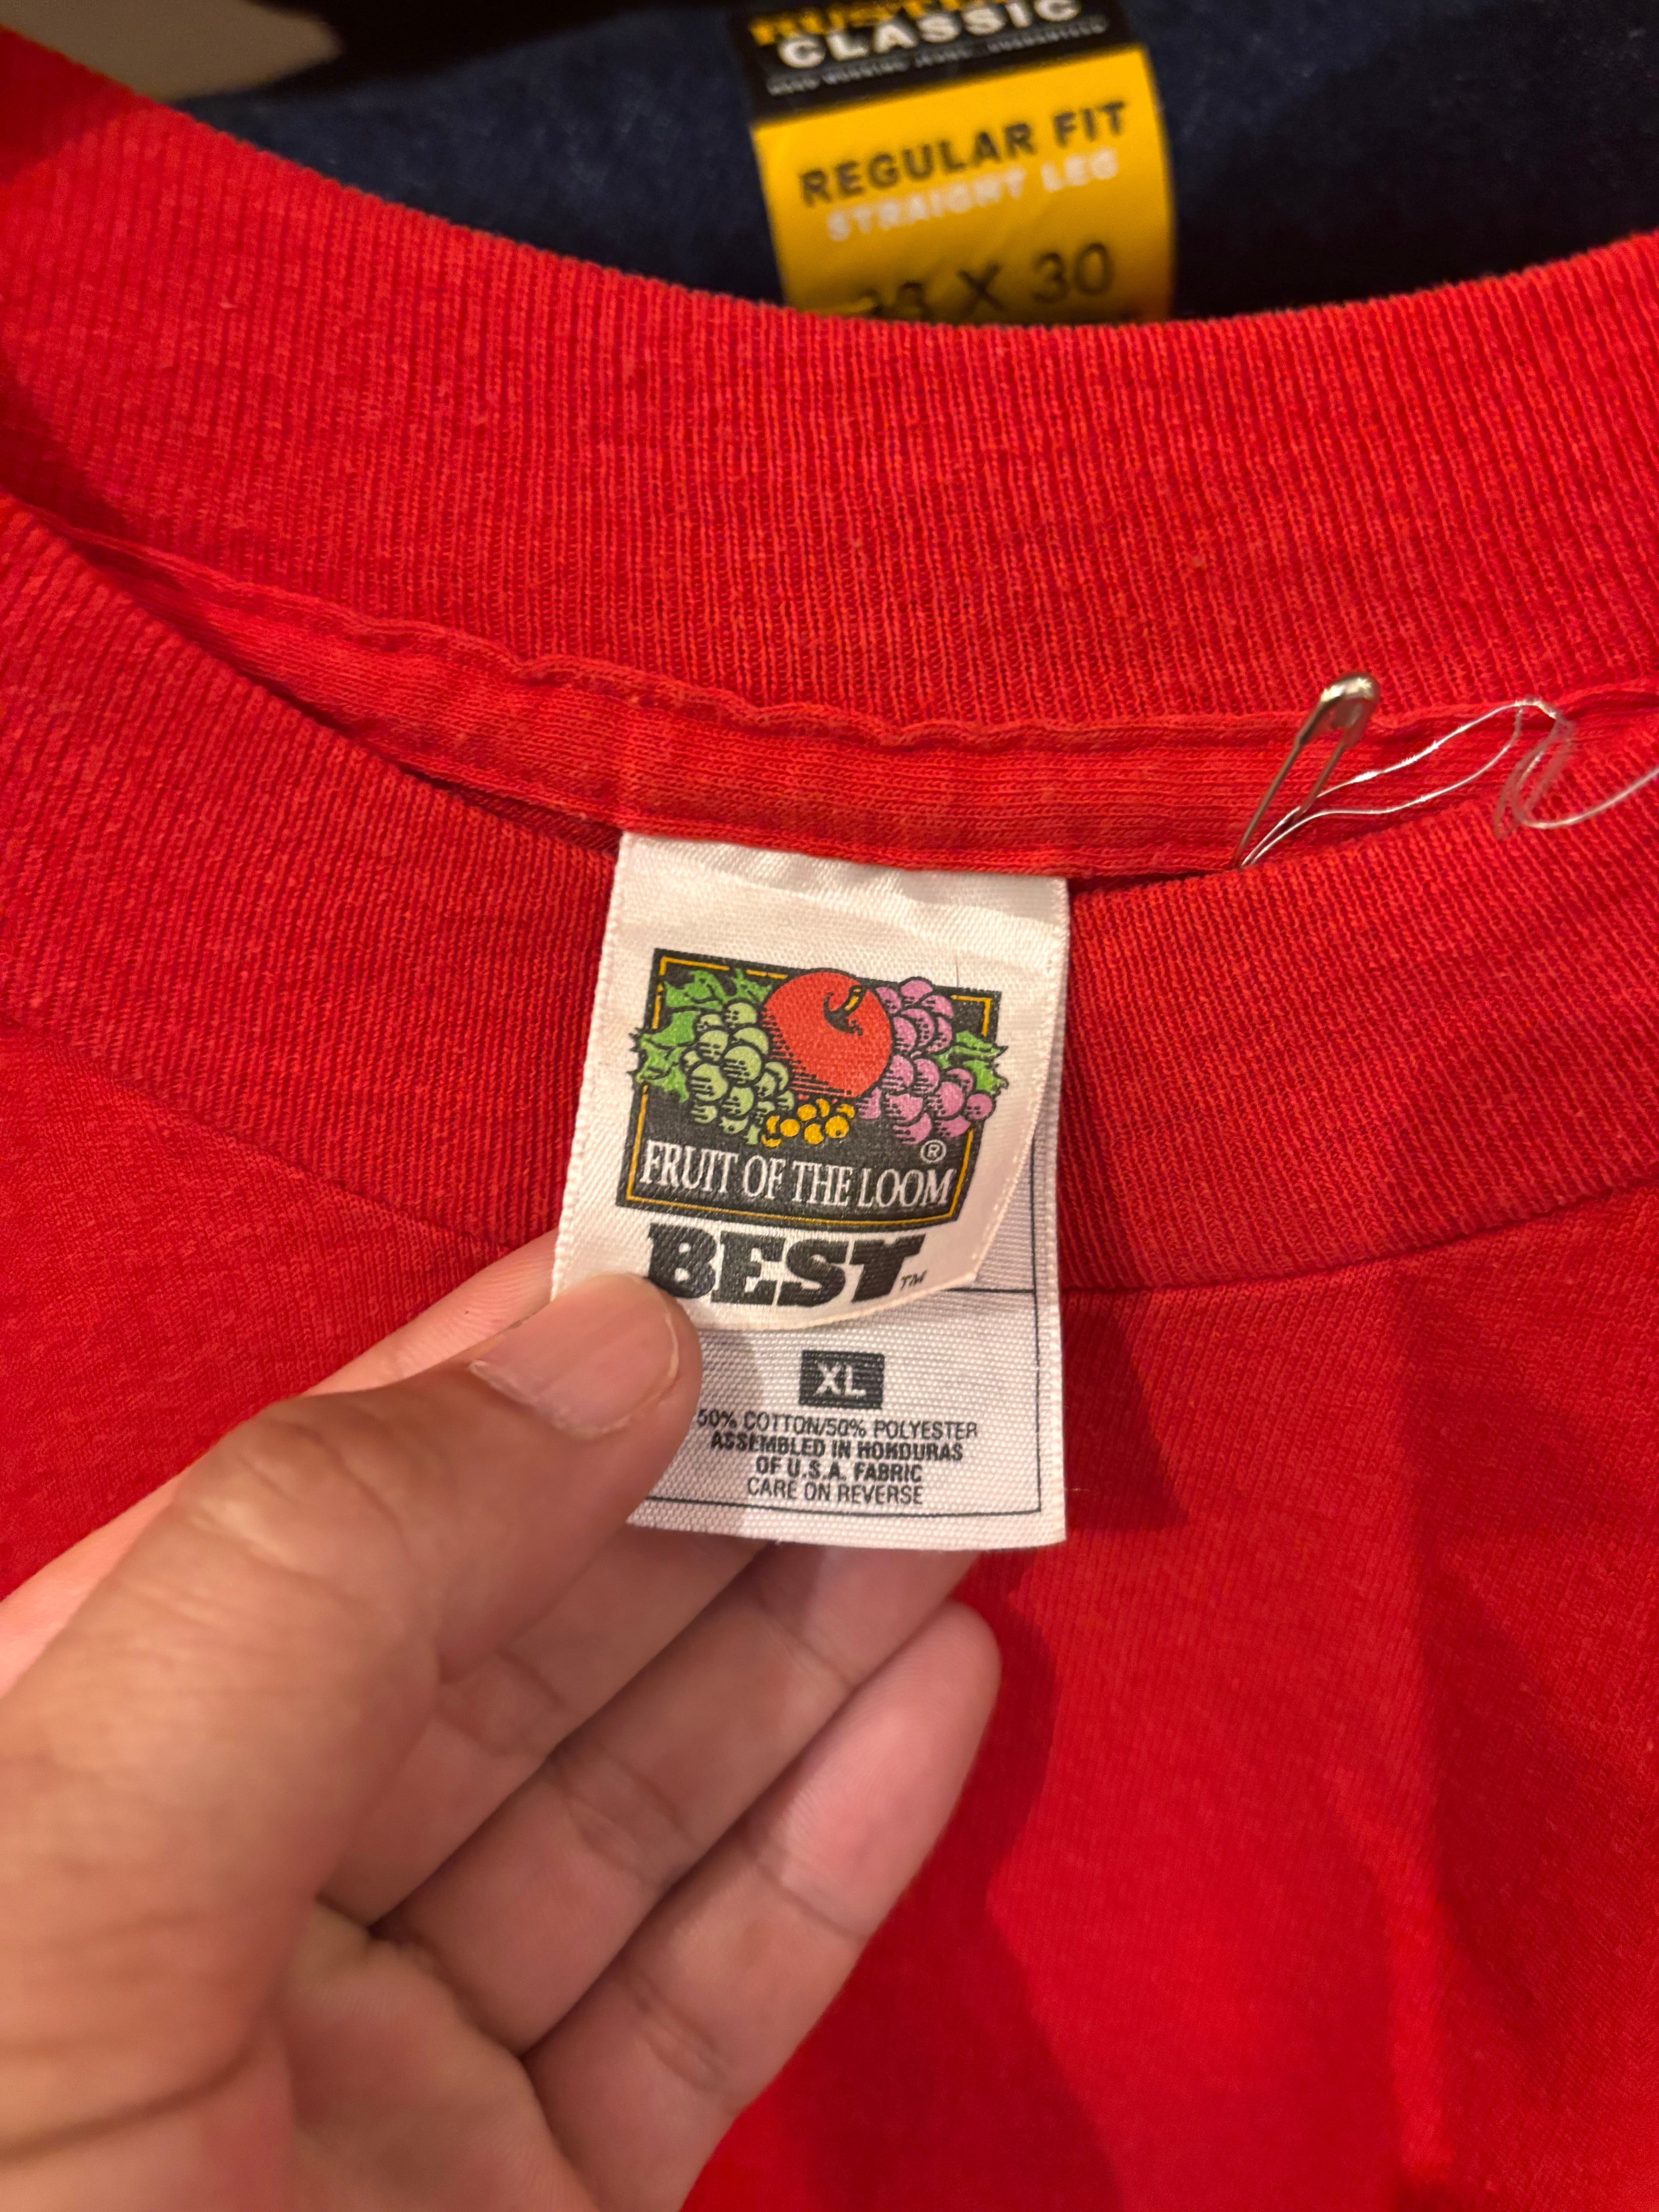 CLASSIC
REGULAR FIT
STRAIGHT LEG
X 30
FRUIT OF THE LOOM®
BEST™
XL
50% COTTON/50% POLYESTER
ASSEMBLED IN HONDURAS
OF U.S.A. FABRIC
CARE ON REVERSE